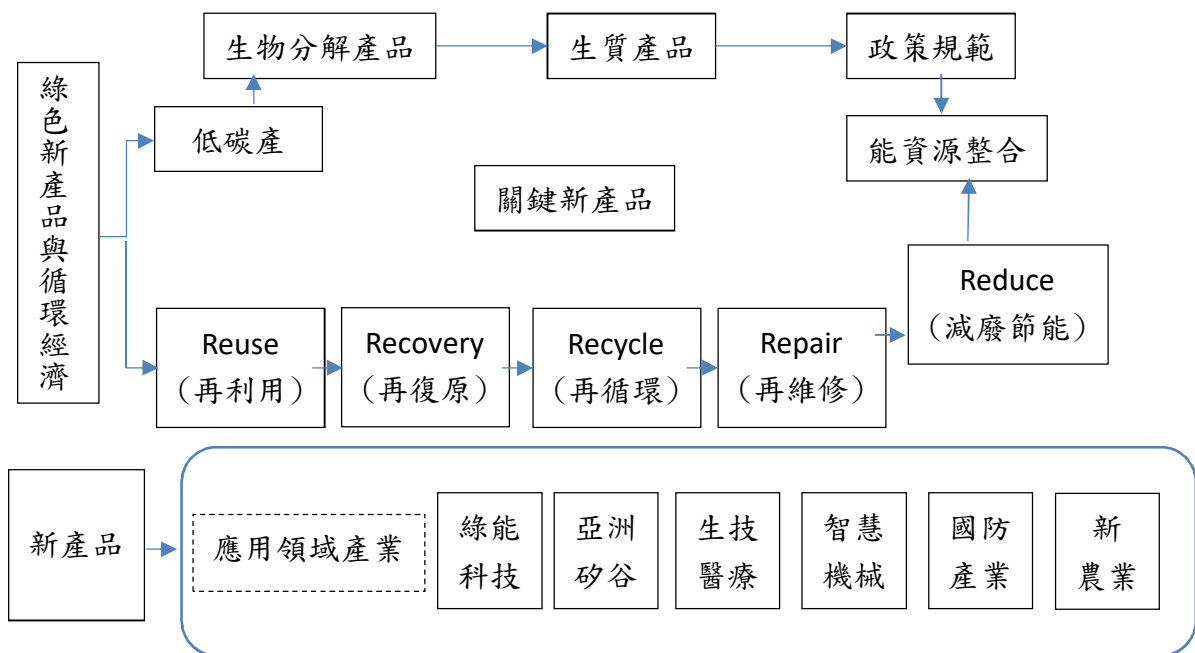 生物分解產品
生質產品
政策規範
綠色新產品與循環經濟
低碳產
能資源整合
關鍵新產品
Reuse
（再利用）
Recovery
（再復原）
Recycle
（再循環）
Repair
（再維修）
Reduce
（減廢節能）
新產品
應用領域產業
綠能
科技
亞洲
矽谷
生技
醫療
智慧
機械
國防
產業
新
農業